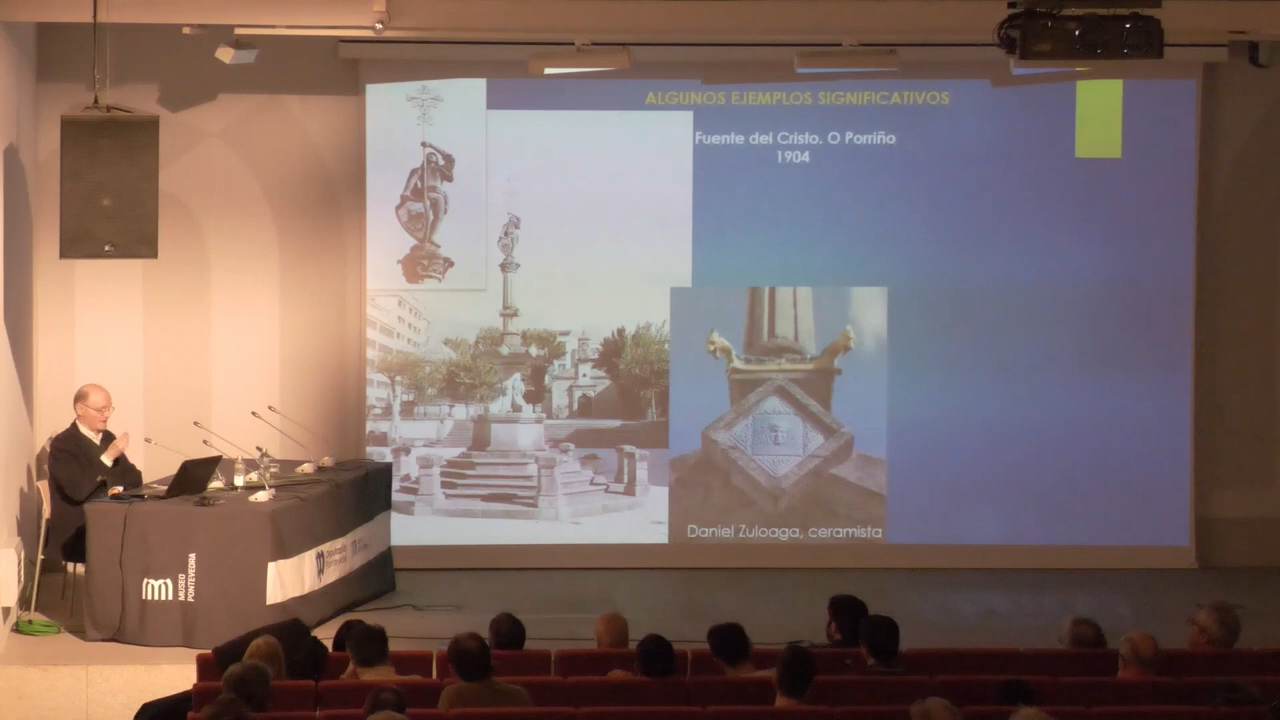 ALGUNOS EJEMPLOS SIGNIFICATIVOS
Fuente del Cristo. O Porriño
1904
Daniel Zuloaga, ceramista
MUSEO
PONTEVEDRA